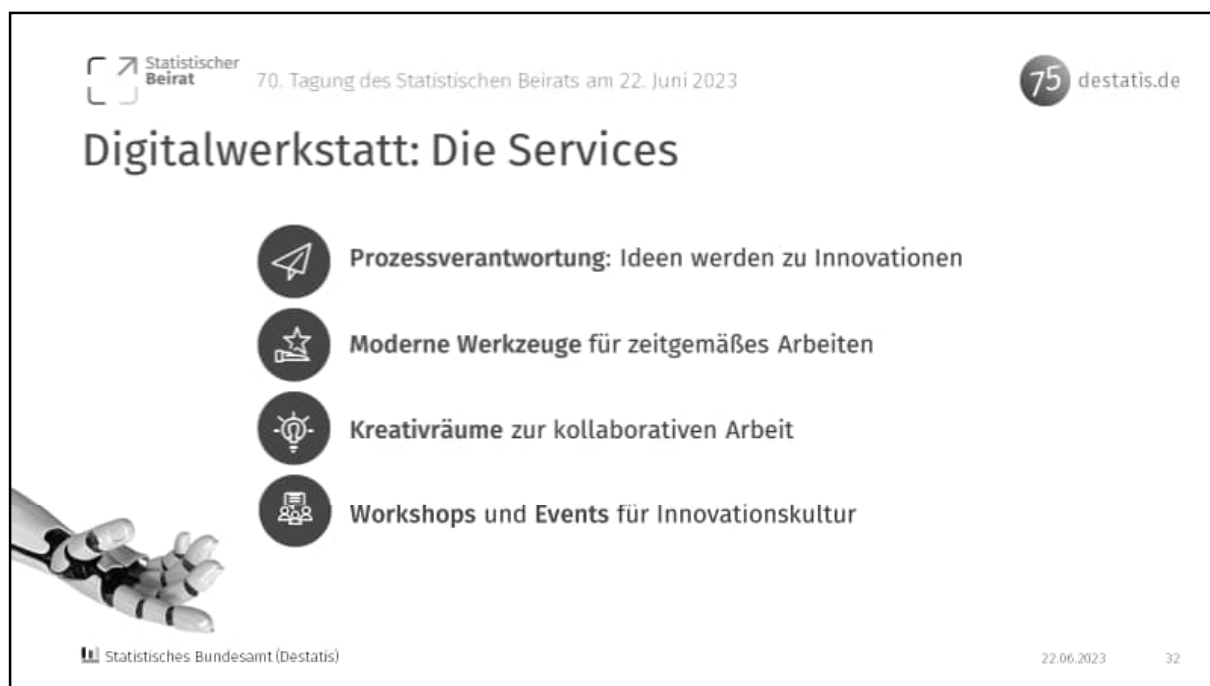 Statistischer
Beirat
70. Tagung des Statistischen Beirats am 22. Juni 2023
75 destatis.de
Digitalwerkstatt: Die Services
Prozessverantwortung: Ideen werden zu Innovationen
Moderne Werkzeuge für zeitgemäßes Arbeiten
Kreativräume zur kollaborativen Arbeit
Workshops und Events für Innovationskultur
Statistisches Bundesamt (Destatis)
22.06.2023 32